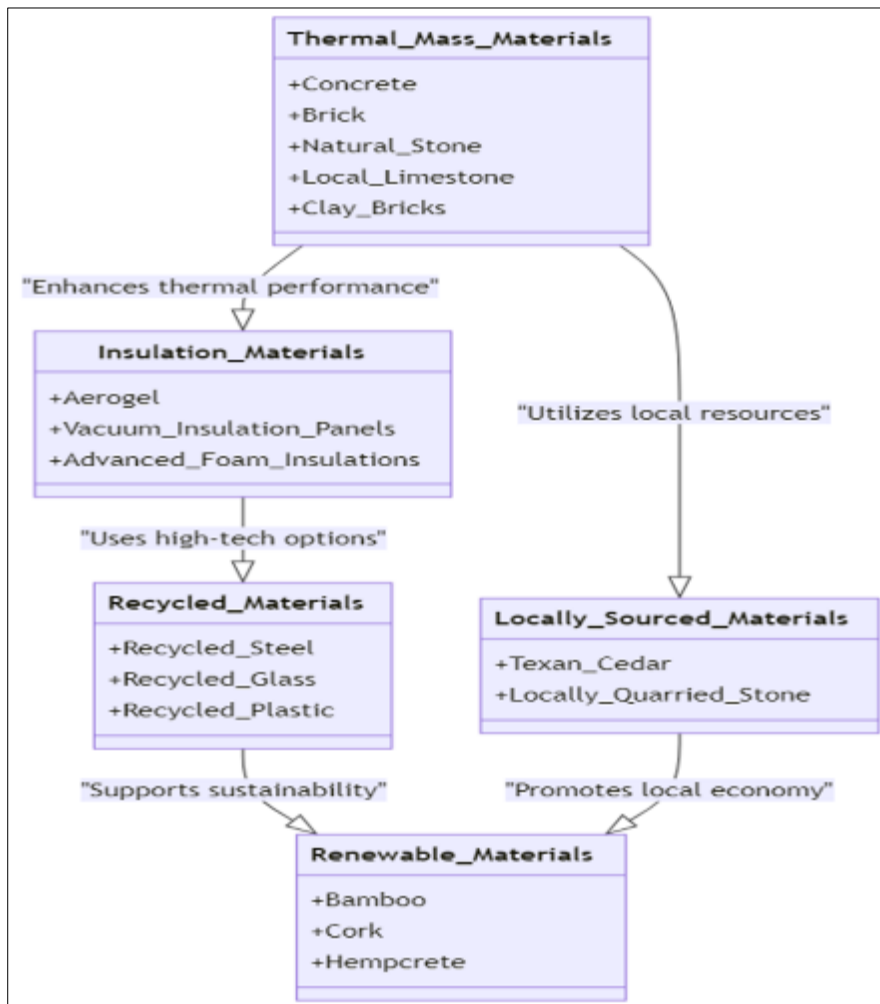 Thermal_Mass_Materials
+Concrete
+Brick
+Natural_Stone
+Local_Limestone
+Clay_Bricks
"Enhances thermal performance"
Insulation_Materials
+Aerogel
+Vacuum_Insulation_Panels
+Advanced_Foam_Insulations
"Utilizes local resources"
"Uses high-tech options"
Recycled_Materials
+Recycled_Steel
+Recycled_Glass
+Recycled_Plastic
Locally_Sourced_Materials
+Texan_Cedar
+Locally_Quarried_Stone
"Supports sustainability"
"Promotes local economy"
Renewable_Materials
+Bamboo
+Cork
+Hempcrete